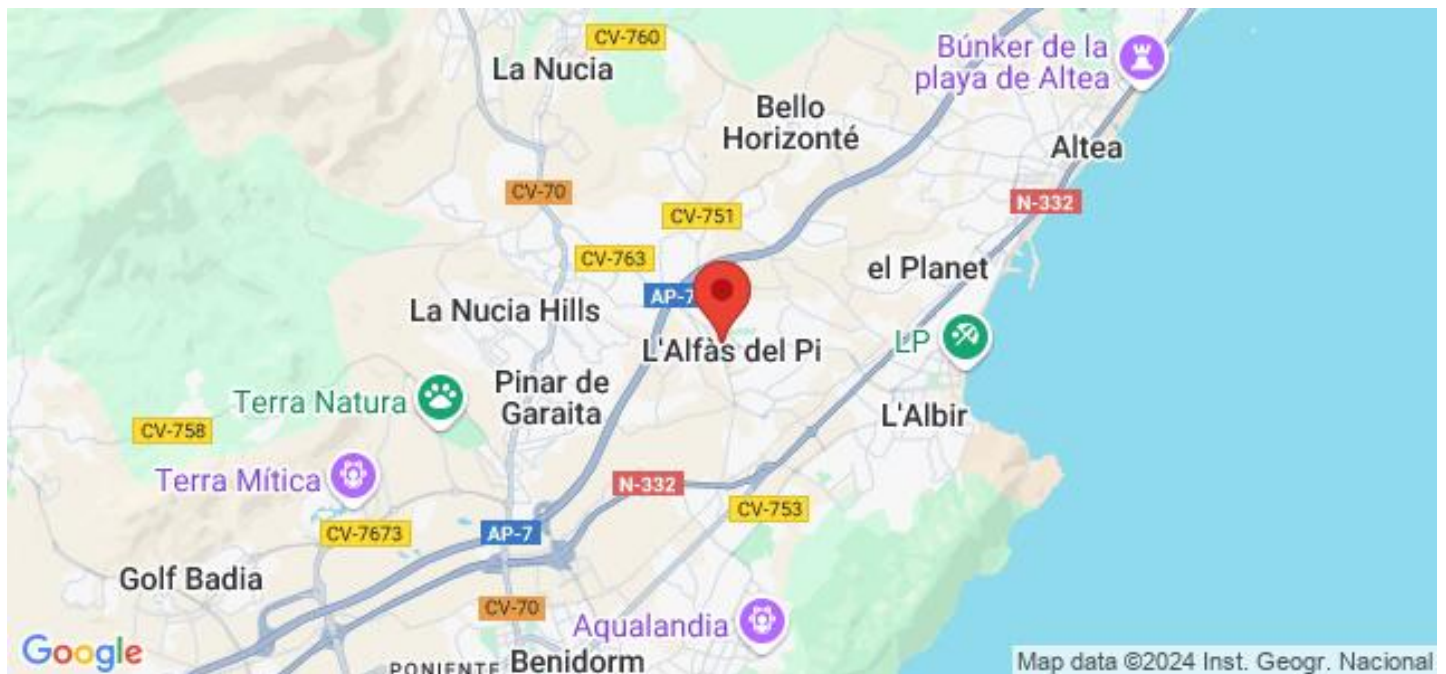 CV-760
La Nucia
Búnker de la
playa de Altea
Bello
Horizonté
Altea
CV-70
N-332
CV-751
CV-763
el Planet
AP-7
La Nucia Hills
L'Alfàs del Pi
LP
Pinar de
Garaita
Terra Natura
L'Albir
CV-758
Terra Mítica
N-332
CV-753
CV-7673
AP-7
Golf Badia
CV-70
Aqualandia
PONIENTE
Benidorm
Google
Map data ©2024 Inst. Geogr. Nacional